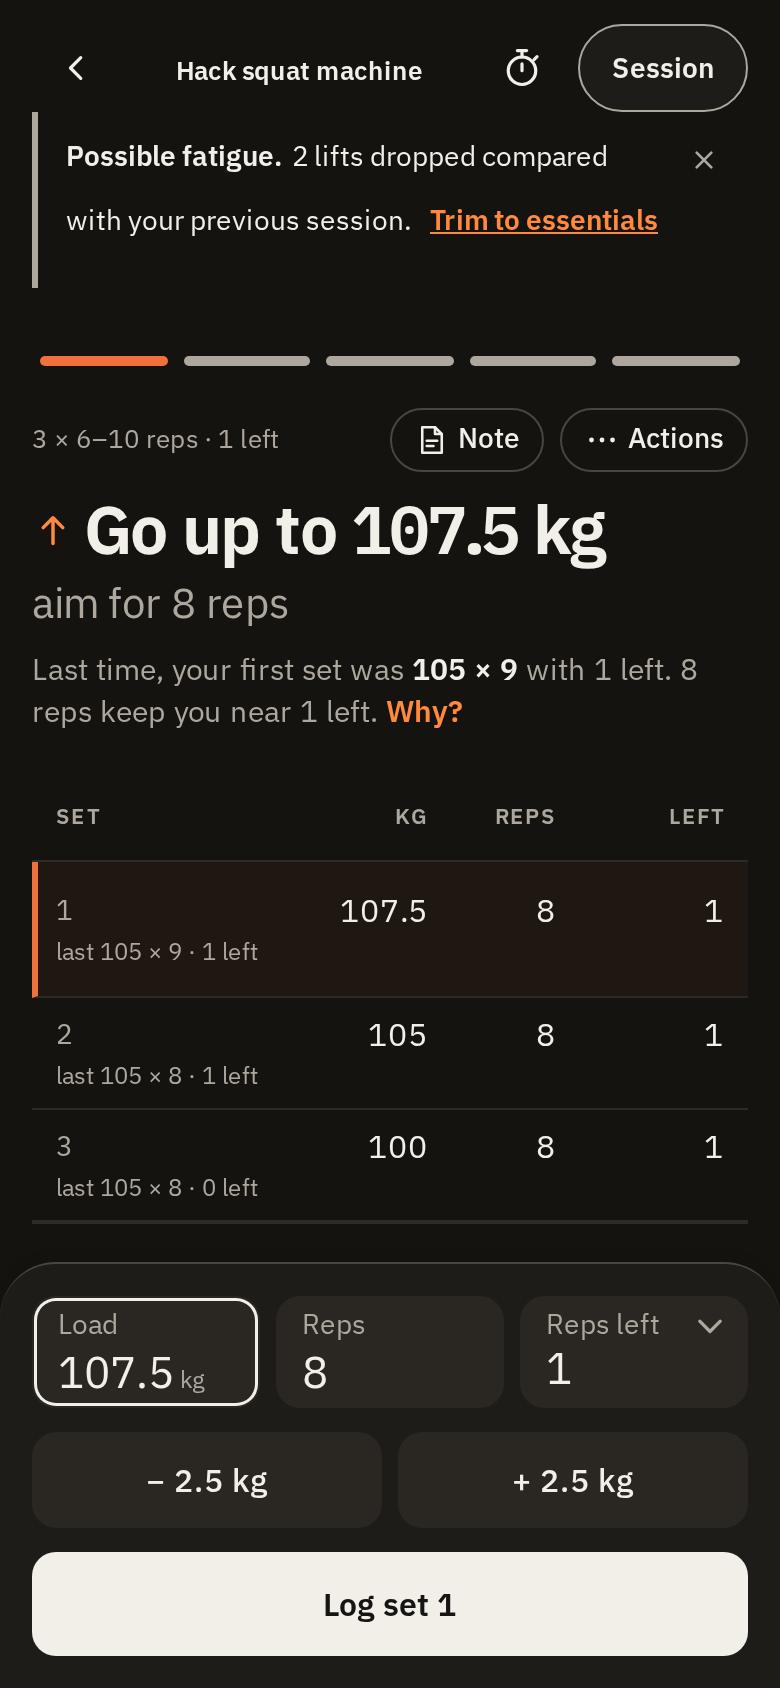 Hack squat machine
Session
Possible fatigue. 2 lifts dropped compared
with your previous session. Trim to essentials
3 × 6–10 reps · 1 left
Note
Actions
↑ Go up to 107.5 kg
aim for 8 reps
Last time, your first set was 105 × 9 with 1 left. 8
reps keep you near 1 left. Why?
SET KG REPS LEFT
1 107.5 8 1
last 105 × 9 · 1 left
2 105 8 1
last 105 × 8 · 1 left
3 100 8 1
last 105 × 8 · 0 left
Load Reps Reps left
107.5 kg 8 1
− 2.5 kg + 2.5 kg
Log set 1